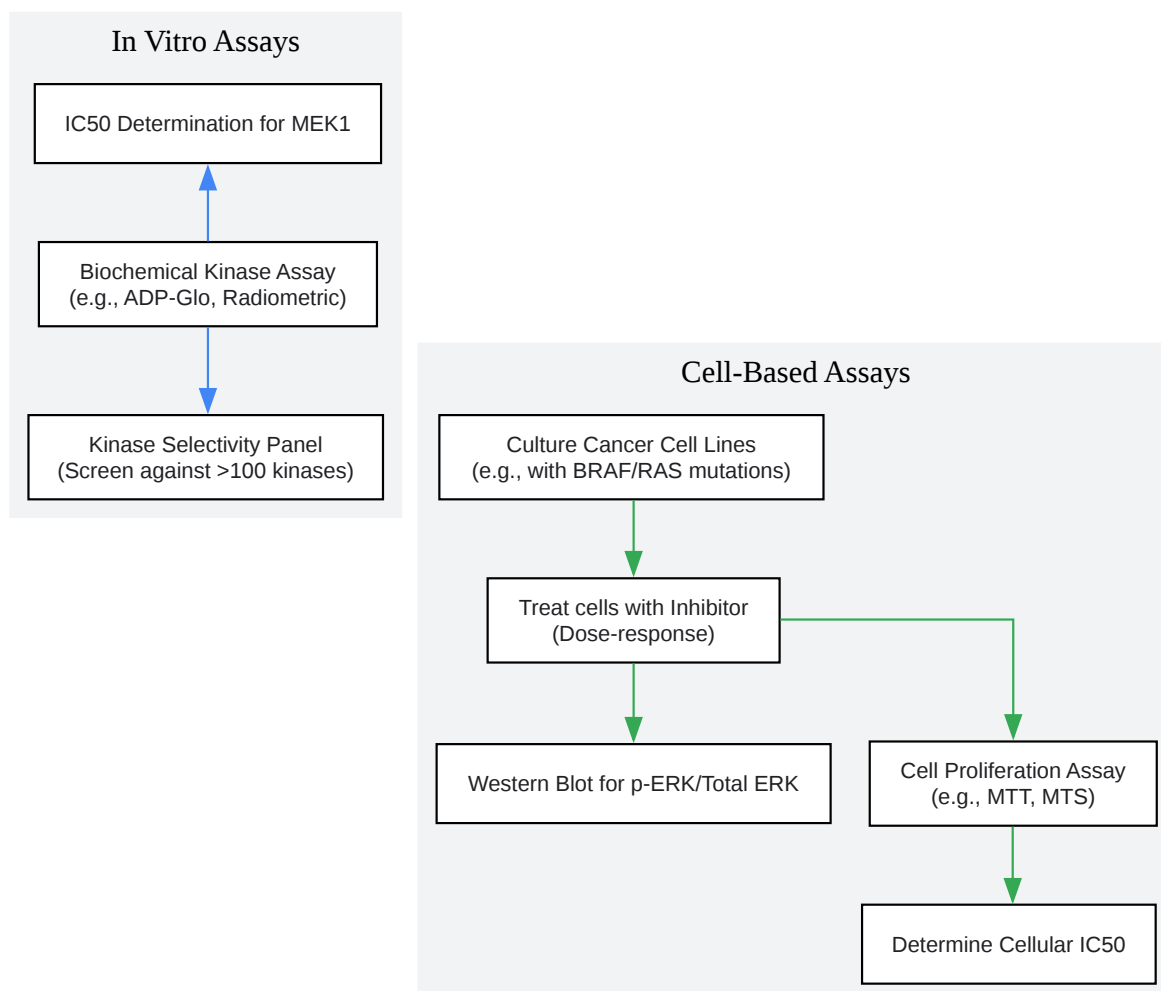 In Vitro Assays
IC50 Determination for MEK1
Biochemical Kinase Assay
(e.g., ADP-Glo, Radiometric)
Kinase Selectivity Panel
(Screen against >100 kinases)
Cell-Based Assays
Culture Cancer Cell Lines
(e.g., with BRAF/RAS mutations)
Treat cells with Inhibitor
(Dose-response)
Western Blot for p-ERK/Total ERK
Cell Proliferation Assay
(e.g., MTT, MTS)
Determine Cellular IC50